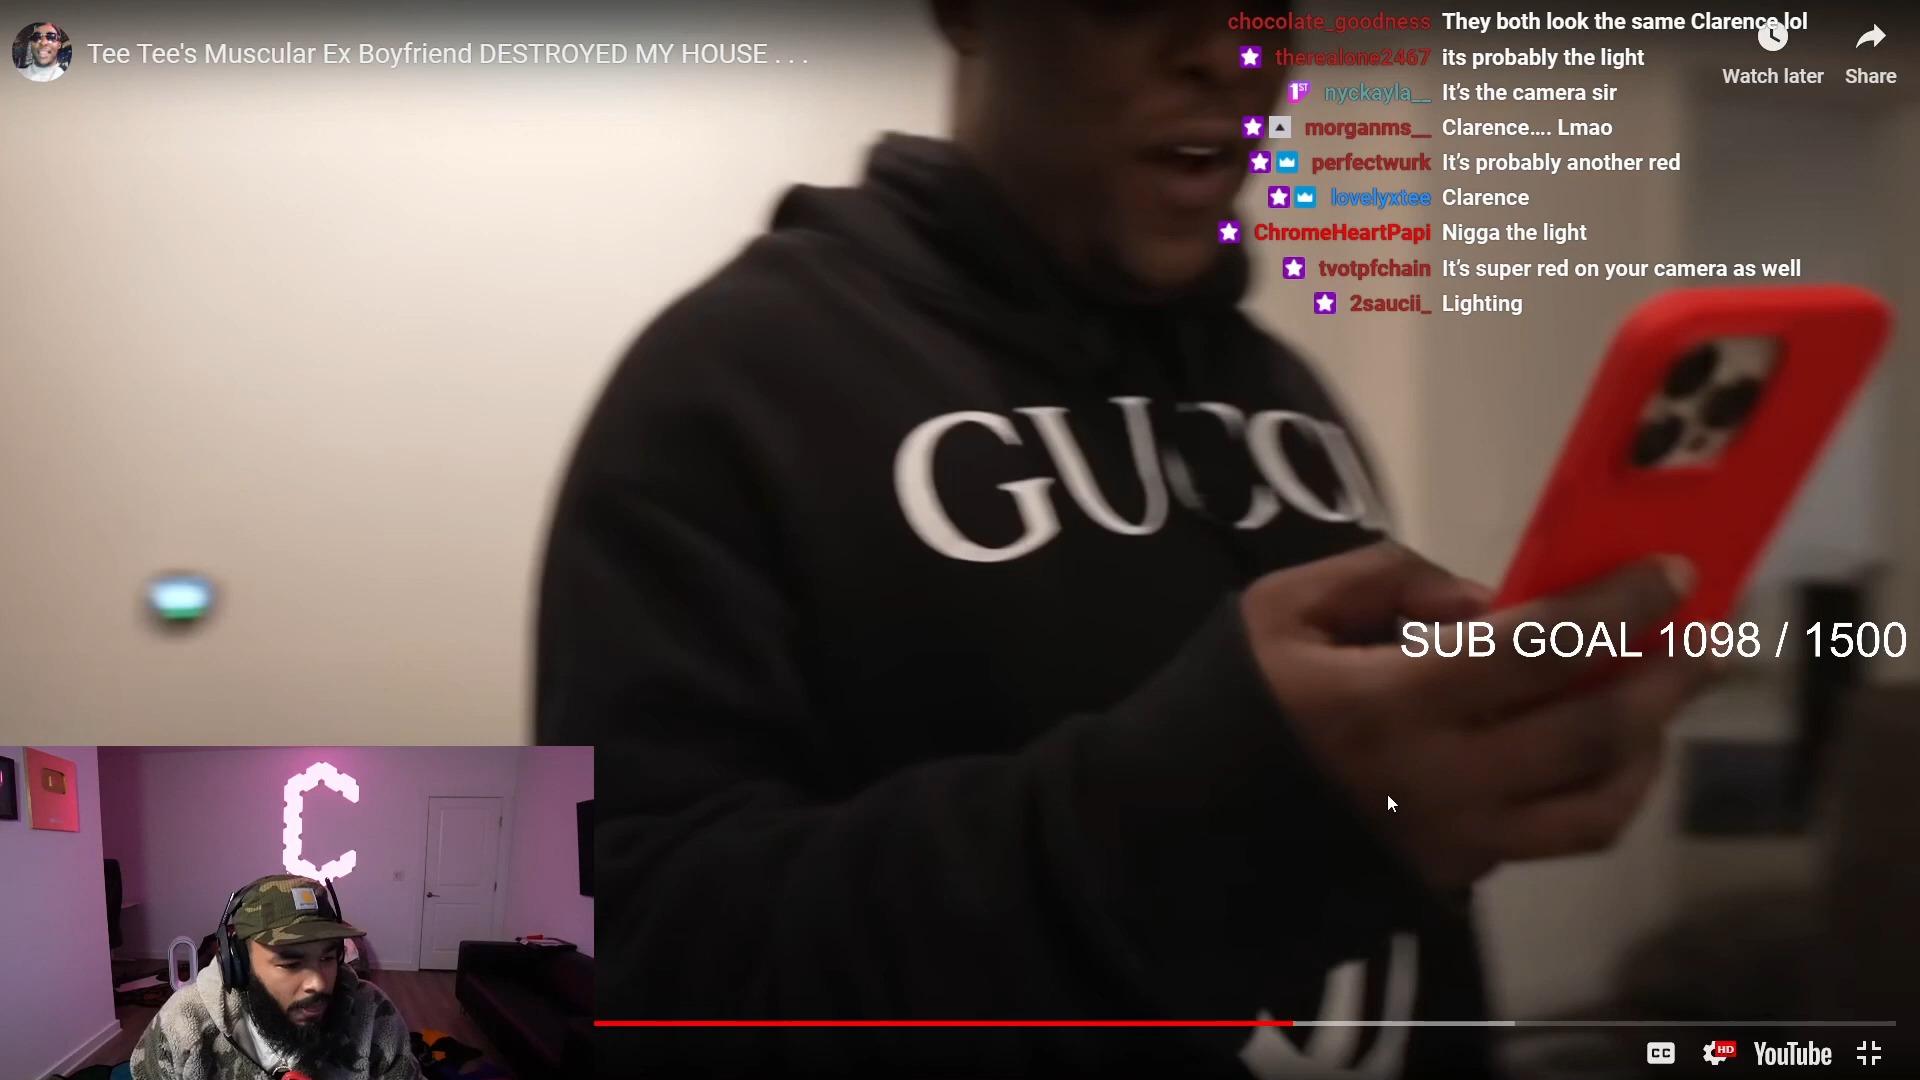 Tee Tee's Muscular Ex Boyfriend DESTROYED MY HOUSE . . .
Watch later
Share
chocolate_goodness They both look the same Clarence lol
therealone2467 its probably the light
1ST nyckayla__ It's the camera sir
morganms__ Clarence.... Lmao
perfectwurk It's probably another red
lovelyxtee Clarence
ChromeHeartPapi Nigga the light
tvotpfchain It's super red on your camera as well
2saucii_ Lighting
GUCCI
SUB GOAL 1098 / 1500
C
CC
HD
YouTube